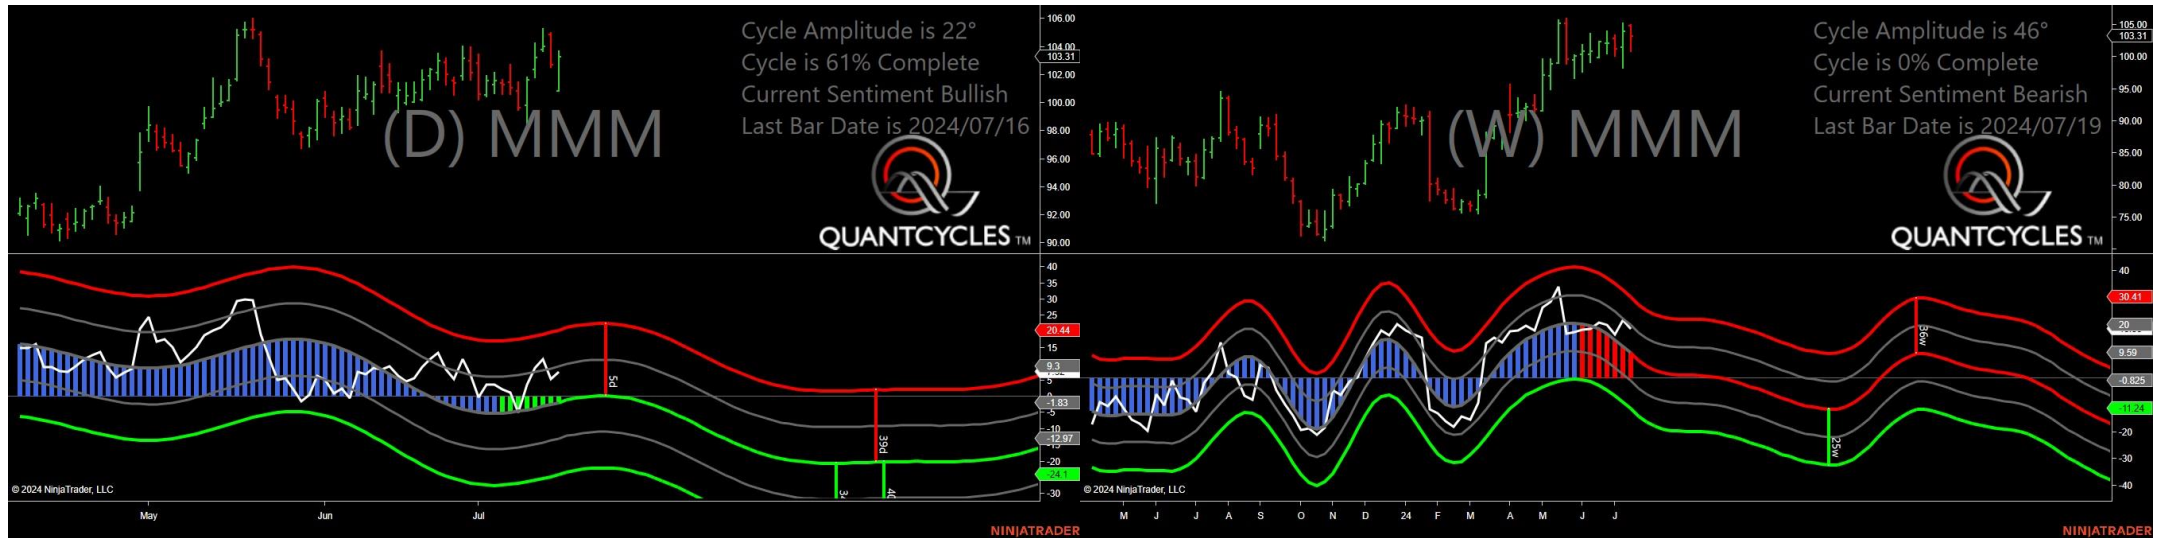 Cycle Amplitude is 22°
Cycle is 61% Complete
Current Sentiment Bullish
Last Bar Date is 2024/07/16
(D) MMM
QUANTCYCLES TM
106.00
104.00
103.31
102.00
100.00
98.00
96.00
94.00
92.00
90.00
40
35
30
25
20.44
15
9.3
5
-1.83
-5
-10
-12.97
-20
-24.1
-30
5d
39d
© 2024 NinjaTrader, LLC
May Jun Jul
NINJATRADER
Cycle Amplitude is 46°
Cycle is 0% Complete
Current Sentiment Bearish
Last Bar Date is 2024/07/19
(W) MMM
QUANTCYCLES TM
105.00
103.31
100.00
95.00
90.00
85.00
80.00
75.00
40
30.41
20
9.59
-0.825
-11.24
-20
-30
-40
36w
25w
© 2024 NinjaTrader, LLC
M J J A S O N D 24 F M A M J J
NINJATRADER